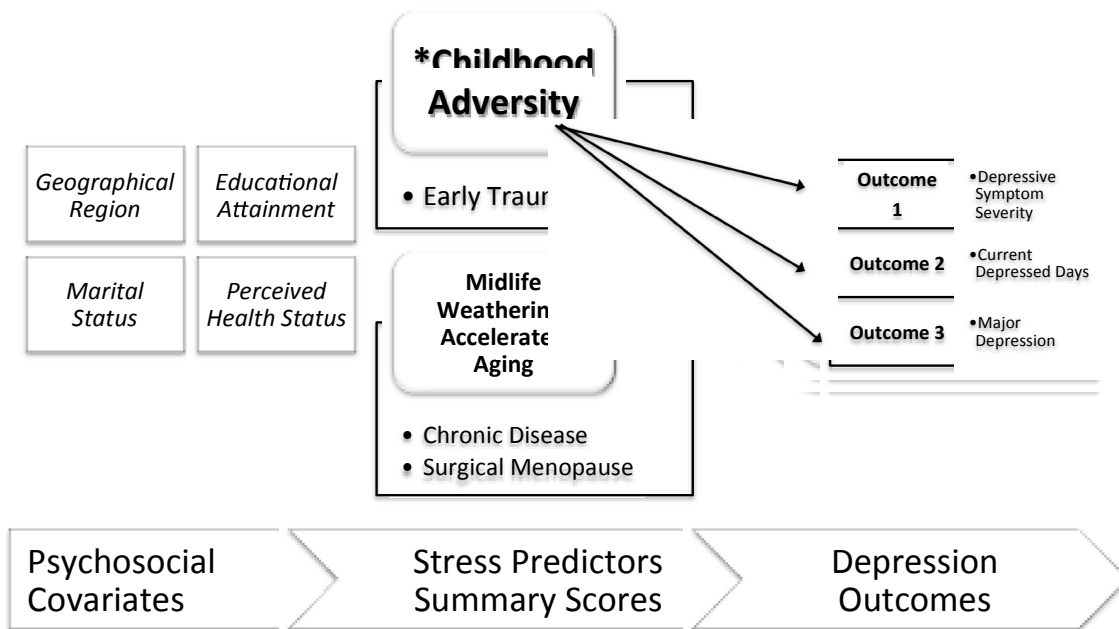 Geographical
Region
Educational
Attainment
Marital
Status
Perceived
Health Status
*Childhood
Adversity
• Early Traum
Midlife
Weatherin
Accelerate
Aging
• Chronic Disease
• Surgical Menopause
Outcome
1
•Depressive
Symptom
Severity
Outcome 2
•Current
Depressed Days
Outcome 3
•Major
Depression
Psychosocial
Covariates
Stress Predictors
Summary Scores
Depression
Outcomes